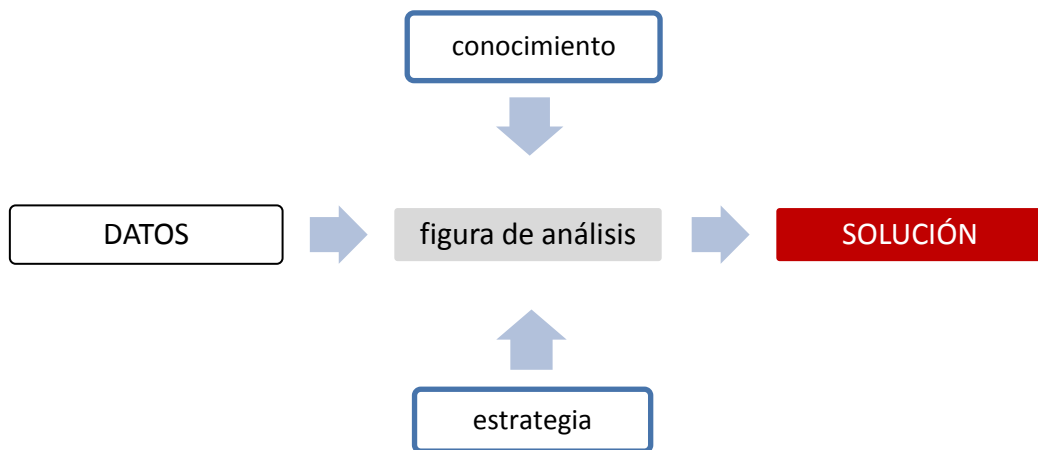 conocimiento
DATOS
figura de análisis
SOLUCIÓN
estrategia